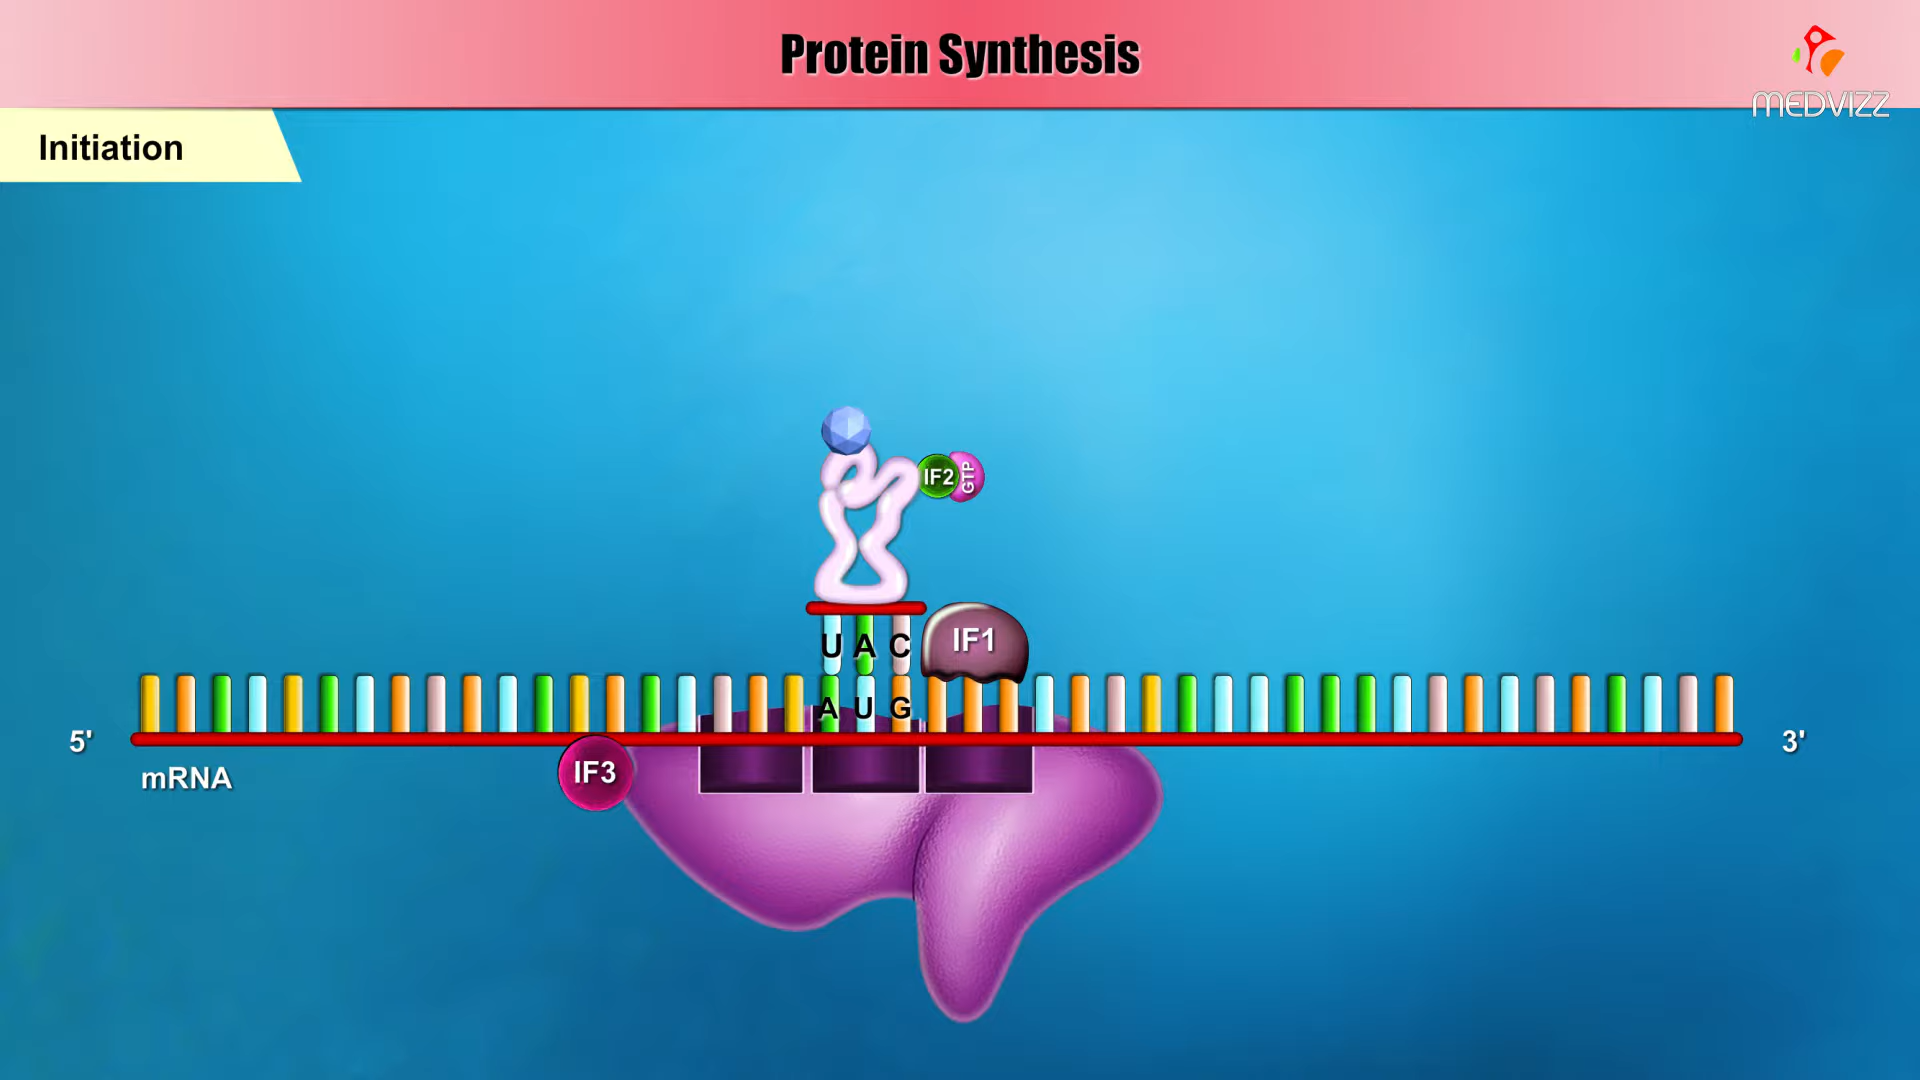 Protein Synthesis
MEDVIZZ
Initiation
IF2
GTP
U A C
IF1
A U G
5'
3'
mRNA
IF3